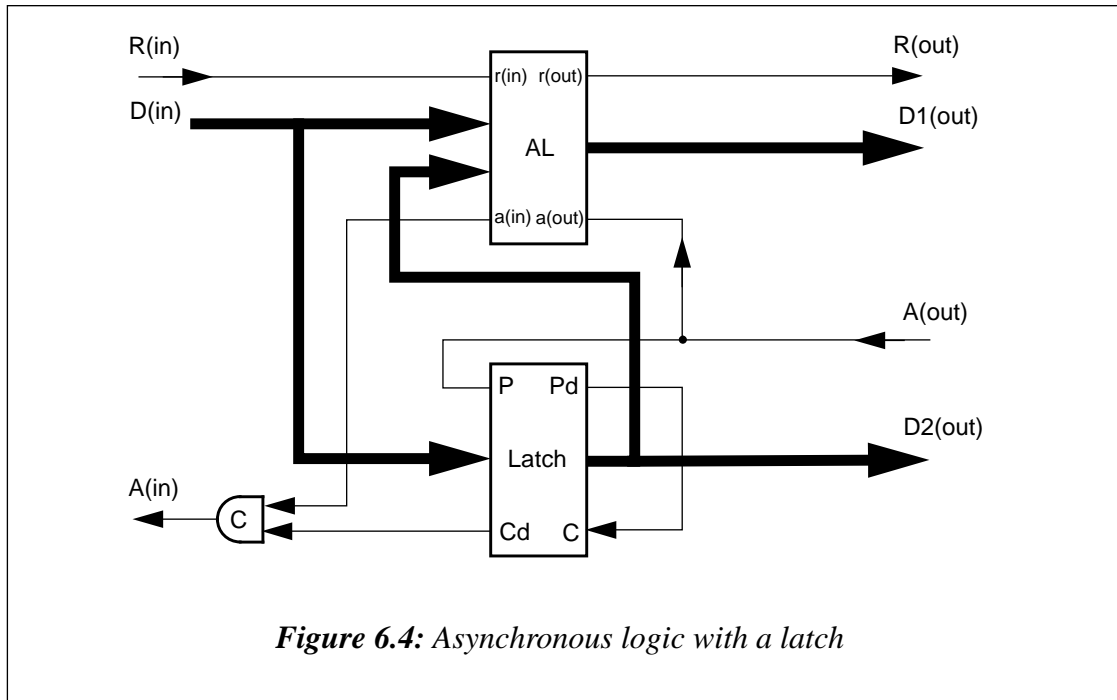 R(in) R(out)
r(in) r(out)
D(in) D1(out)
AL
a(in) a(out)
A(out)
P Pd
D2(out)
Latch
A(in)
C Cd C
Figure 6.4: Asynchronous logic with a latch